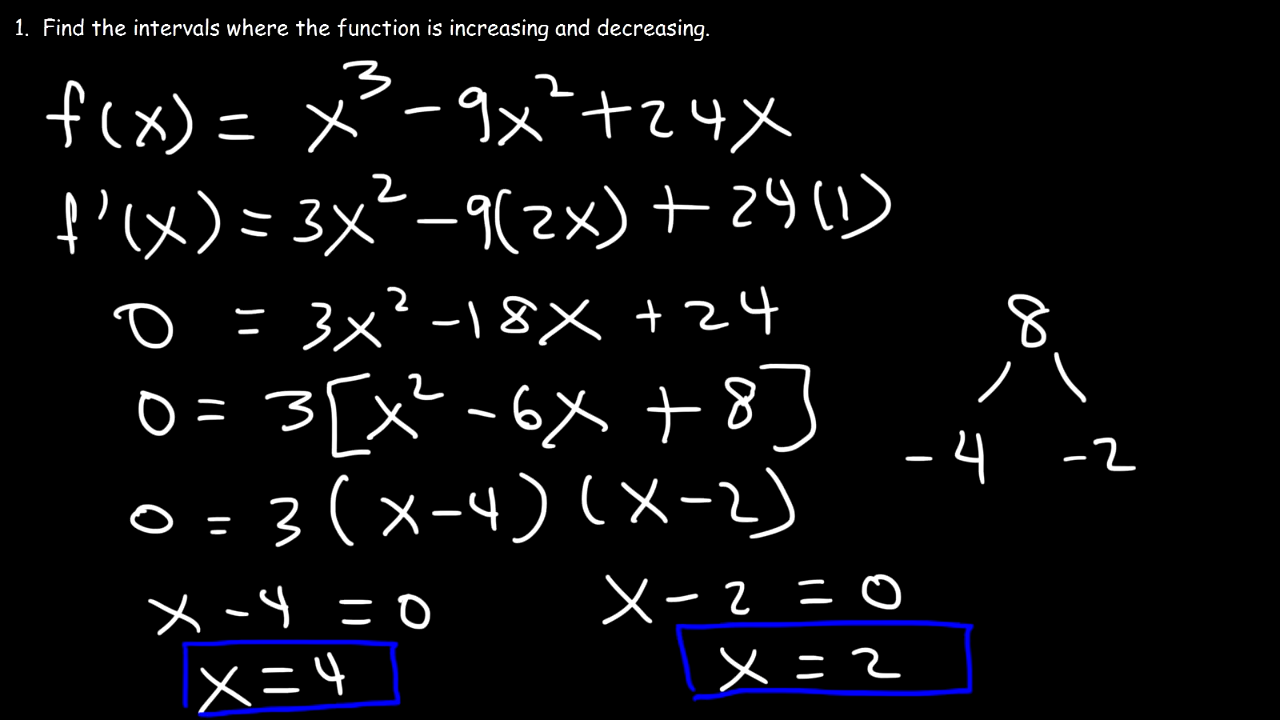 1. Find the intervals where the function is increasing and decreasing.
f(x) = x³ - 9x² + 24x
f'(x) = 3x² - 9(2x) + 24(1)
0 = 3x² - 18x + 24
8
0 = 3[x² - 6x + 8]
-4 -2
0 = 3(x-4)(x-2)
x - 4 = 0 x - 2 = 0
x = 4 x = 2